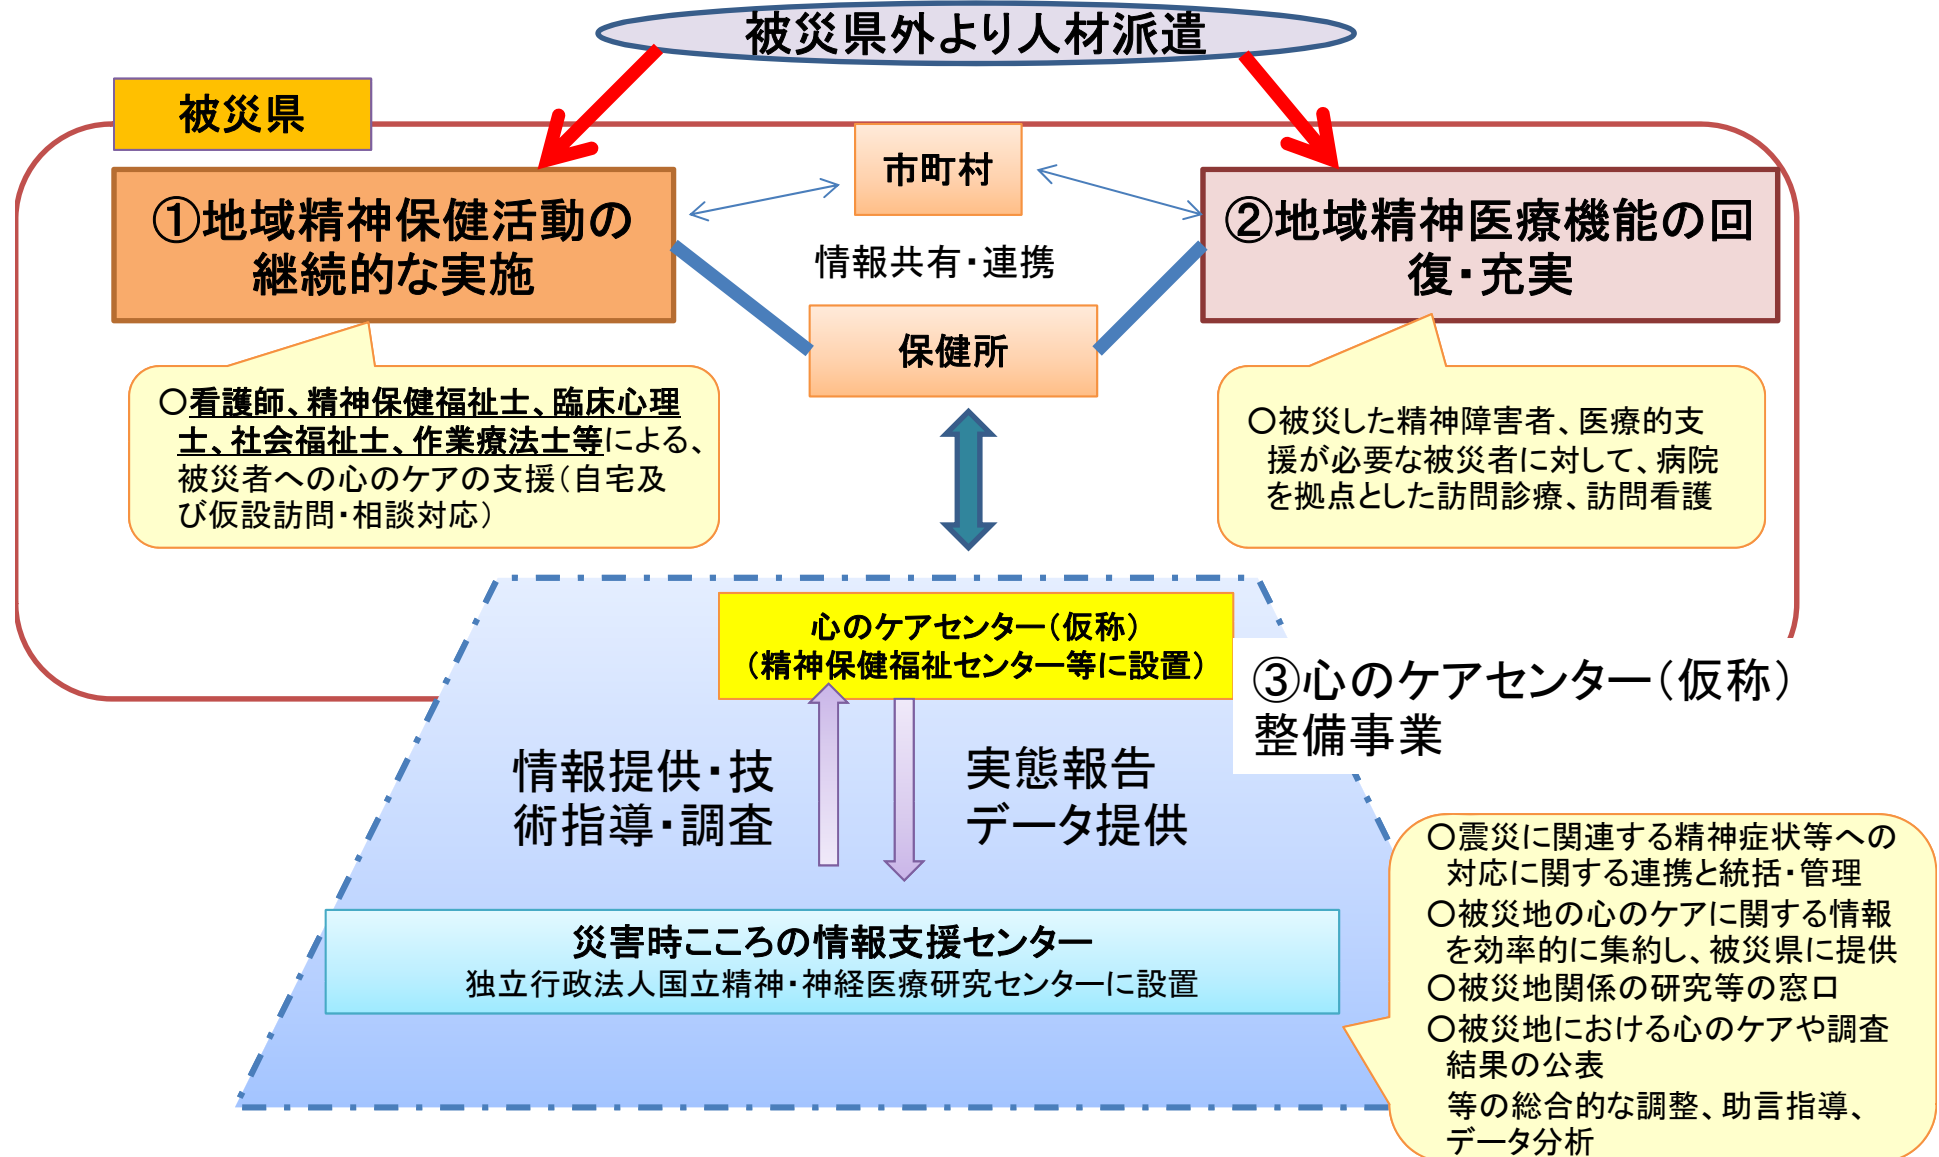 被災県外より人材派遣
被災県
市町村
①地域精神保健活動の
継続的な実施
②地域精神医療機能の回
復・充実
情報共有・連携
保健所
○看護師、精神保健福祉士、臨床心理
士、社会福祉士、作業療法士等による、
被災者への心のケアの支援（自宅及
び仮設訪問・相談対応）
○被災した精神障害者、医療的支
援が必要な被災者に対して、病院
を拠点とした訪問診療、訪問看護
心のケアセンター（仮称）
（精神保健福祉センター等に設置）
③心のケアセンター（仮称）
整備事業
情報提供・技
術指導・調査
実態報告
データ提供
災害時こころの情報支援センター
独立行政法人国立精神・神経医療研究センターに設置
○震災に関連する精神症状等への
対応に関する連携と統括・管理
○被災地の心のケアに関する情報
を効率的に集約し、被災県に提供
○被災地関係の研究等の窓口
○被災地における心のケアや調査
結果の公表
等の総合的な調整、助言指導、
データ分析